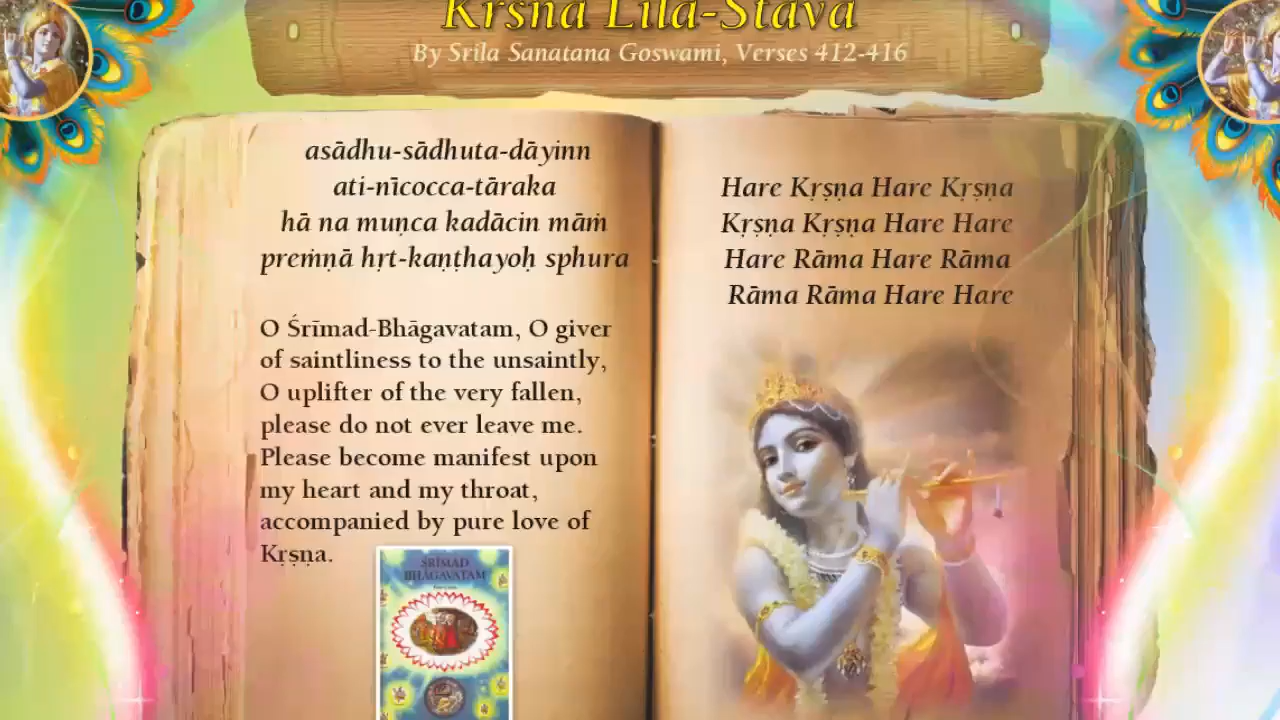 Kṛṣṇa Līlā-Stava
By Srila Sanatana Goswami, Verses 412-416
asādhu-sādhuta-dāyinn
ati-nīcocca-tāraka
hā na muṇca kadācin māṁ
preṁṇā hṛt-kaṇṭhayoḥ sphura
O Śrīmad-Bhāgavatam, O giver
of saintliness to the unsaintly,
O uplifter of the very fallen,
please do not ever leave me.
Please become manifest upon
my heart and my throat,
accompanied by pure love of
Kṛṣṇa.
SRĪMAD
BHĀGAVATAM
Hare Kṛṣṇa Hare Kṛṣṇa
Kṛṣṇa Kṛṣṇa Hare Hare
Hare Rāma Hare Rāma
Rāma Rāma Hare Hare